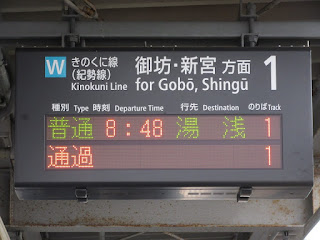 W きのくに線 (紀勢線) Kinokuni Line
御坊・新宮 方面 1
for Gobō, Shingū
種別 Type 時刻 Departure Time 行先 Destination のりば Track
普通 8:48 湯浅 1
通過 1